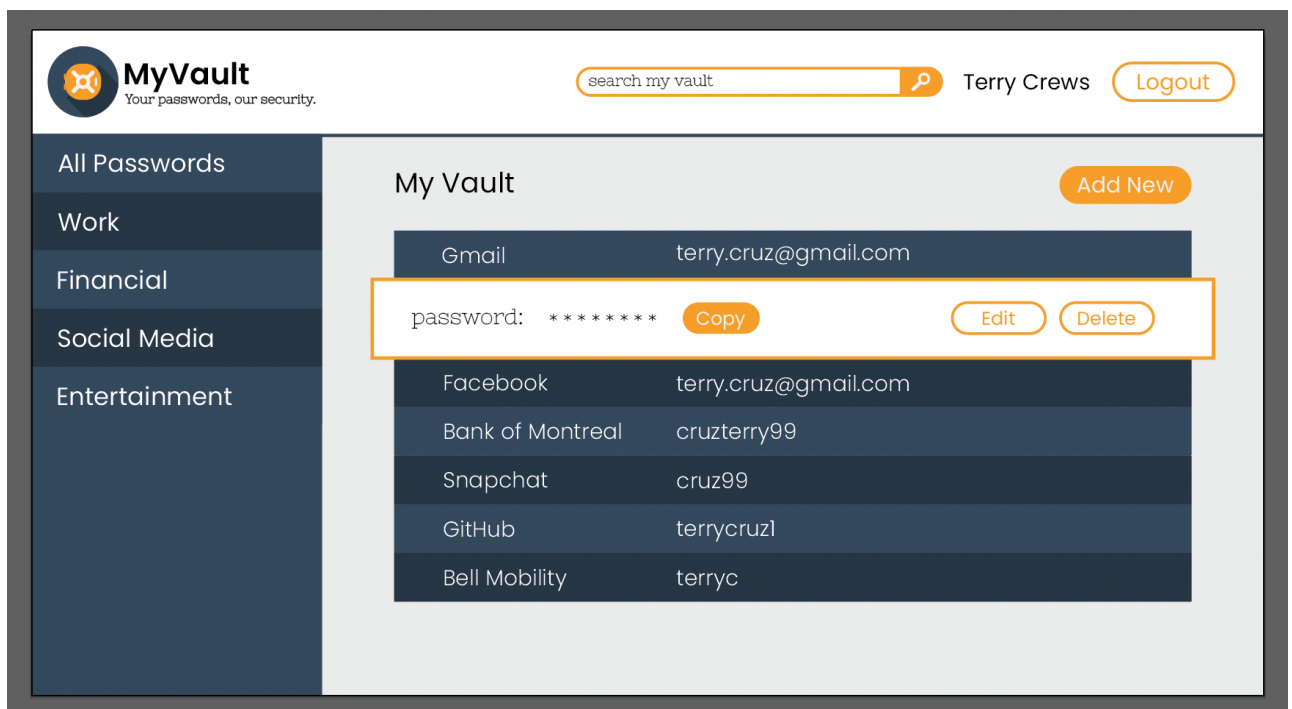 MyVault
Your passwords, our security.
search my vault
Terry Crews
Logout
All Passwords
Work
Financial
Social Media
Entertainment
My Vault
Add New
Gmail terry.cruz@gmail.com
password: ******** Copy Edit Delete
Facebook terry.cruz@gmail.com
Bank of Montreal cruzterry99
Snapchat cruz99
GitHub terrycruz1
Bell Mobility terryc